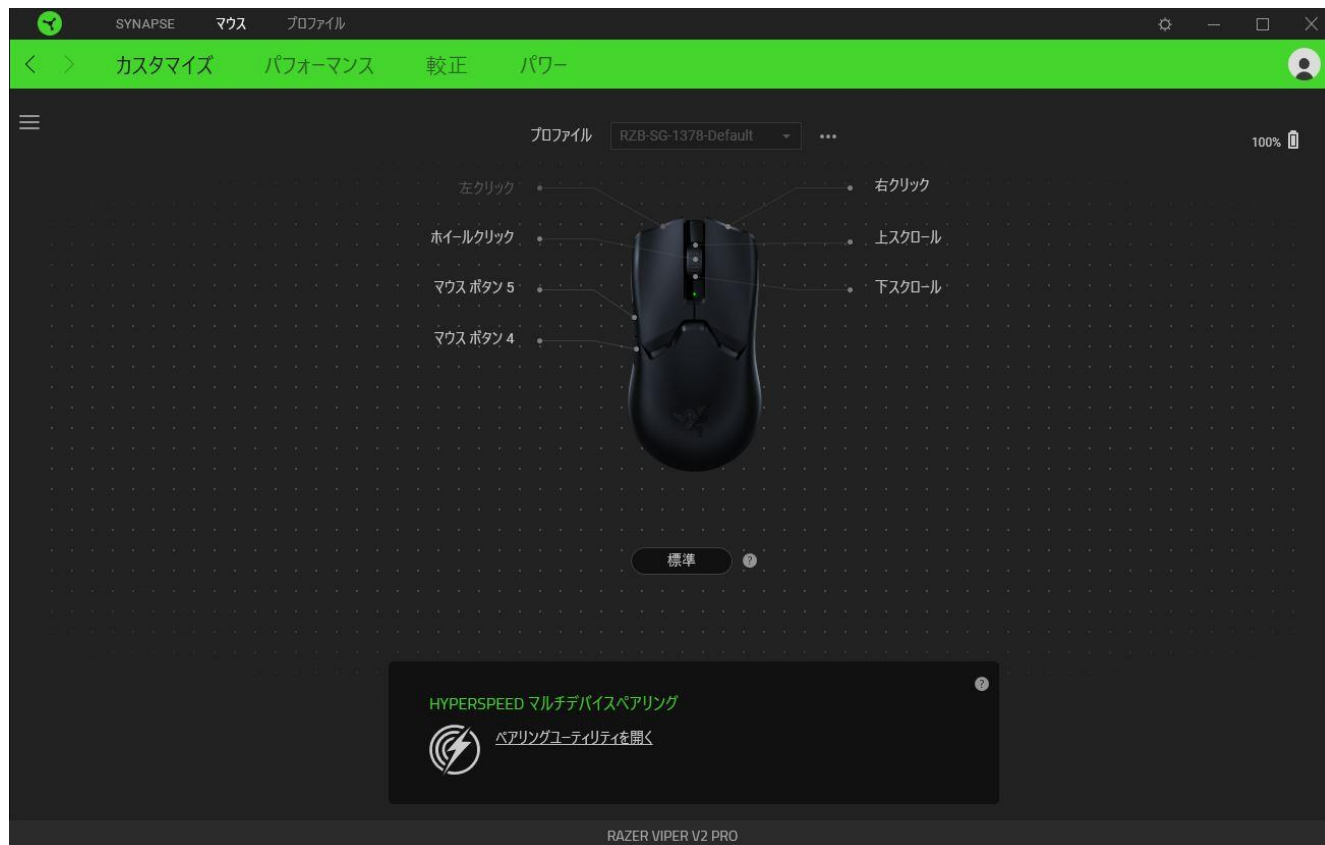 SYNAPSE マウス プロファイル
カスタマイズ パフォーマンス 較正 パワー
プロファイル RZB-SG-1378-Default
100%
左クリック
ホイールクリック
マウス ボタン 5
マウス ボタン 4
右クリック
上スクロール
下スクロール
標準 ?
?
HYPERSPEED マルチデバイスペアリング
ペアリングユーティリティを開く
RAZER VIPER V2 PRO